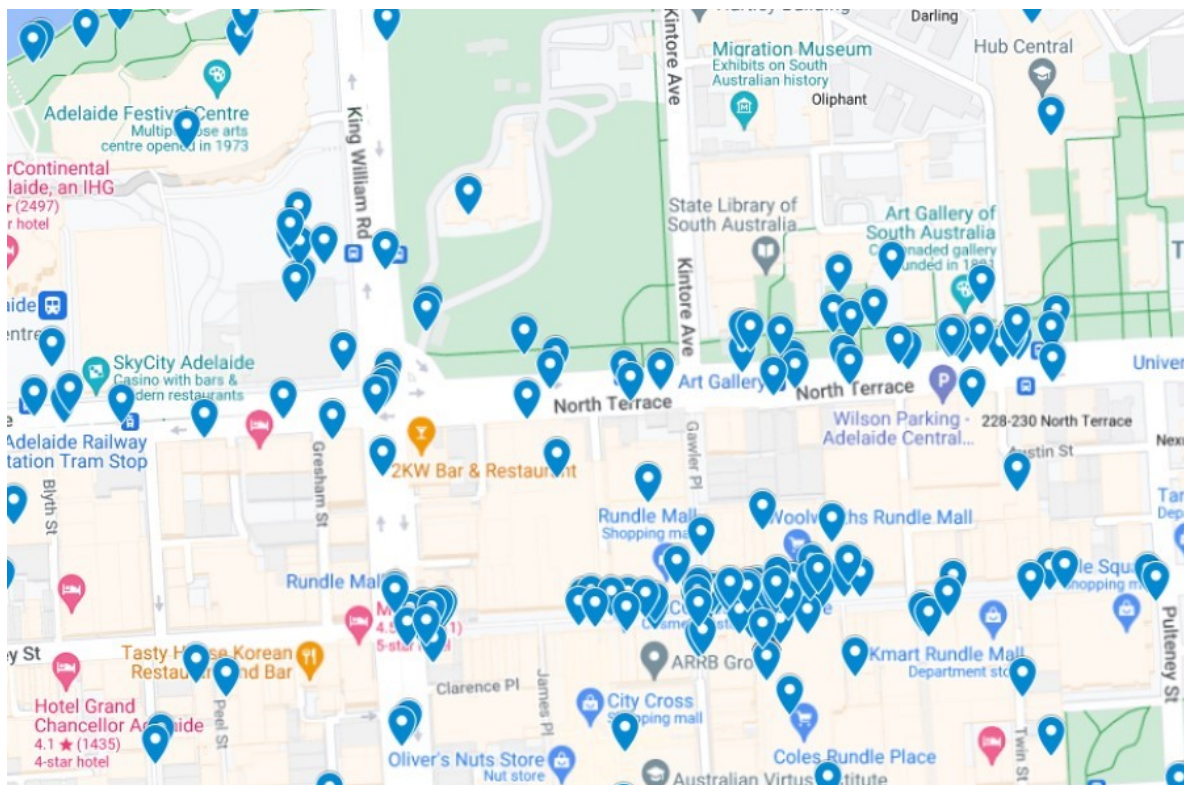 Darling
Kintore Ave
Migration Museum
Exhibits on South
Australian history
Hub Central
Oliphant
Adelaide Festival Centre
centre opened in 1973
King William Rd
(2497)
State Library of
South Australia
Art Gallery of
South Australia
Kintore Ave
SkyCity Adelaide
Casino with bars &
restaurants
Art Gallery
North Terrace
North Terrace
P
Wilson Parking -
Adelaide Central...
228-230 North Terrace
Adelaide Railway
Tram Stop
Austin St
2KW Bar & Restaurant
Gresham St
Gawler Pl
Blyth St
Rundle Mall
Shopping
Woolworths Rundle Mall
Rundle Mall
Pulteney St
5-star
Tasty House Korean
Restaurant and Bar
ARRB
Kmart Rundle Mall
Department
Clarence Pl
James Pl
City Cross
Shopping mall
Hotel Grand
Chancellor Adelaide
4.1 ★ (1435)
4-star hotel
Peel St
Twin St
Oliver's Nuts Store
Nut store
Coles Rundle Place
Australian Virtus Institute